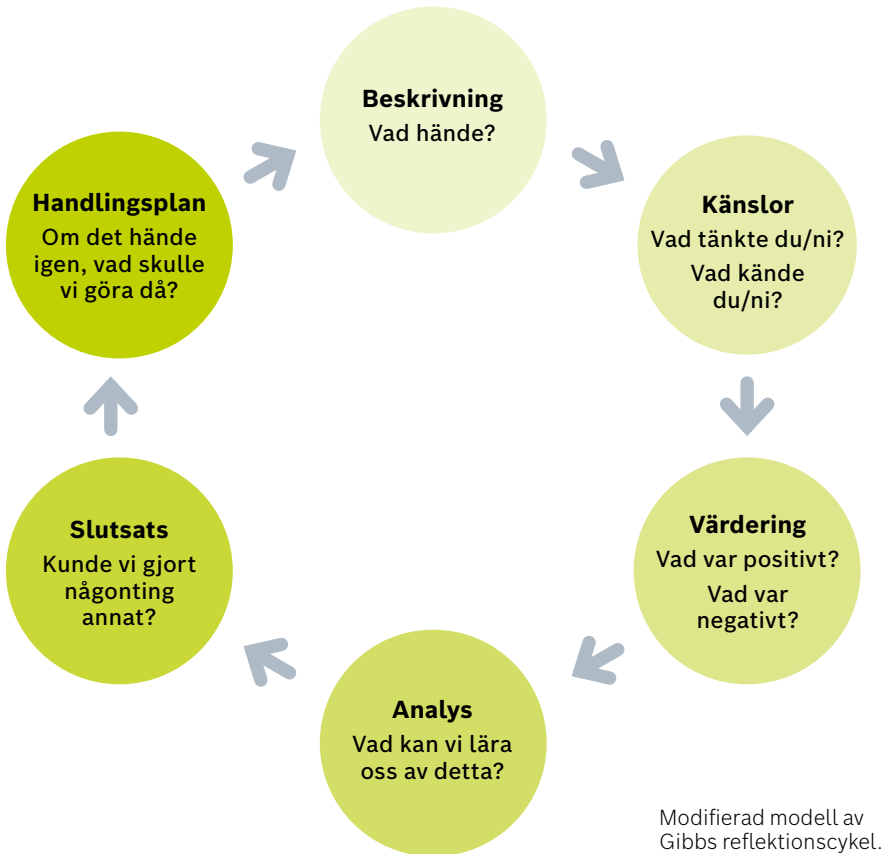 Beskrivning
Vad hände?
Känslor
Vad tänkte du/ni?
Vad kände
du/ni?
Värdering
Vad var positivt?
Vad var
negativt?
Analys
Vad kan vi lära
oss av detta?
Slutsats
Kunde vi gjort
någonting
annat?
Handlingsplan
Om det hände
igen, vad skulle
vi göra då?
Modifierad modell av
Gibbs reflektionscykel.